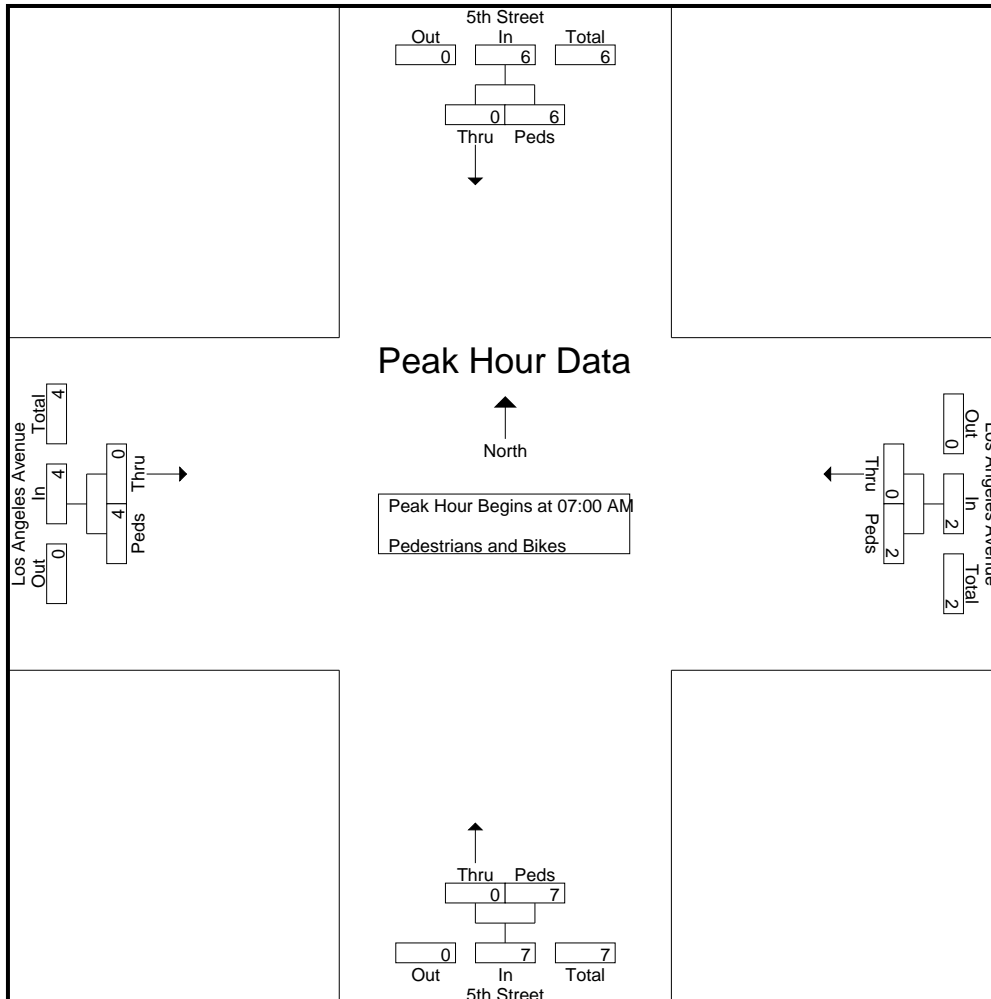 5th Street
Out In Total
0 6 6
0 6
Thru Peds
Peak Hour Data
North
Peak Hour Begins at 07:00 AM
Pedestrians and Bikes
Los Angeles Avenue
Out In Total
0 4 4
4 0
Peds Thru
Los Angeles Avenue
Out In Total
0 2 2
0 2
Thru Peds
Thru Peds
0 7
0 7 7
Out In Total
5th Street